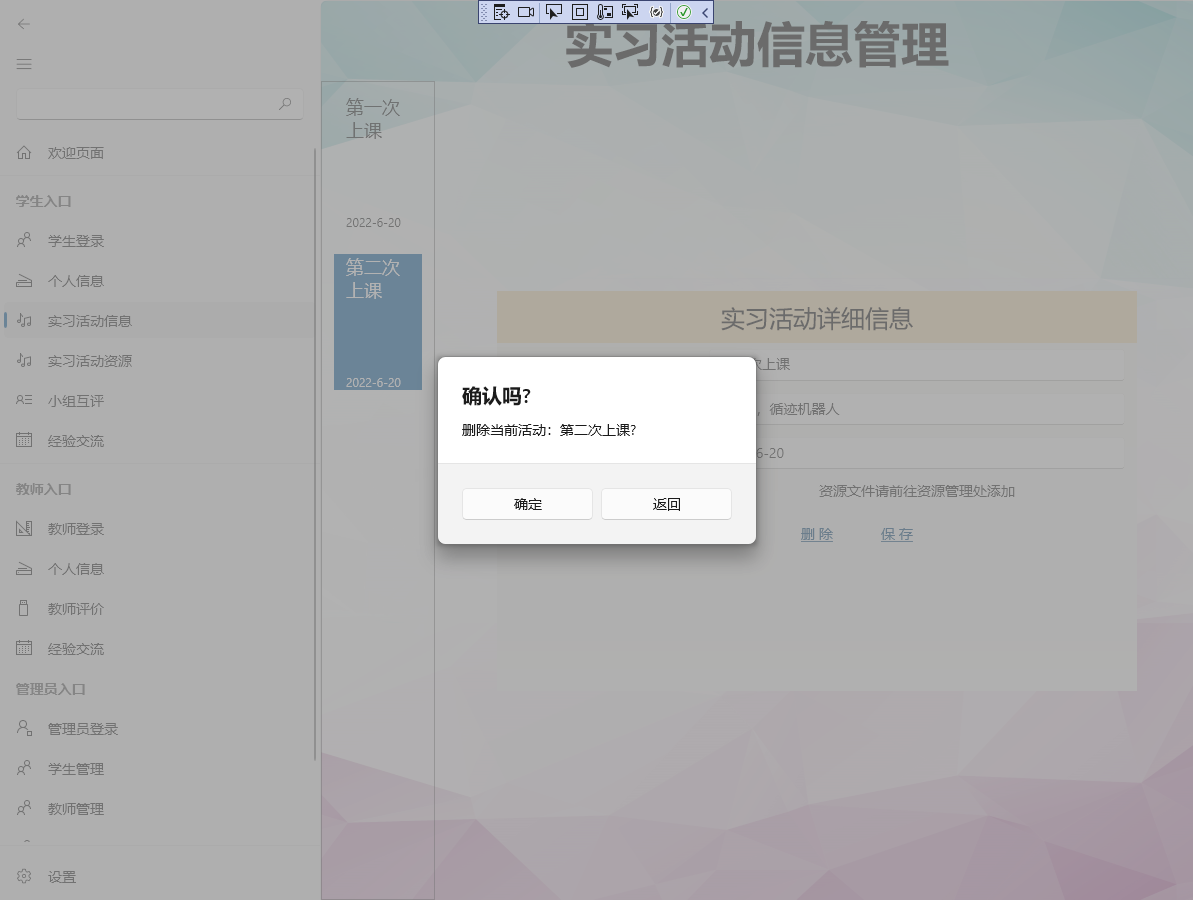 实习活动信息管理
欢迎页面
学生入口
学生登录
个人信息
实习活动信息
实习活动资源
小组互评
经验交流
教师入口
教师登录
个人信息
教师评价
经验交流
管理员入口
管理员登录
学生管理
教师管理
设置
第一次
上课
2022-6-20
第二次
上课
2022-6-20
实习活动详细信息
次上课
，循迹机器人
6-20
资源文件请前往资源管理处添加
删 除
保 存
确认吗?
删除当前活动：第二次上课?
确定
返回